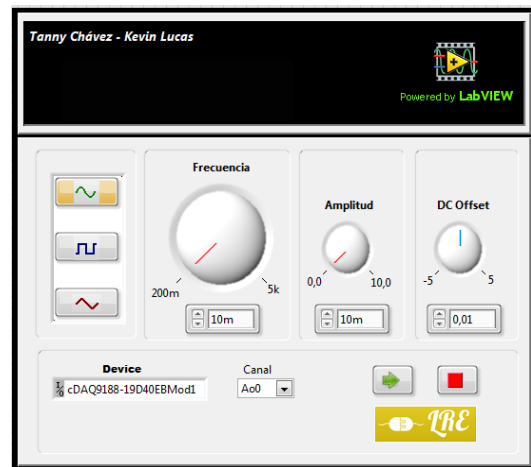 Tanny Chávez - Kevin Lucas
Powered by LabVIEW
Frecuencia
200m 5k
10m
Amplitud
0,0 10,0
10m
DC Offset
-5 5
0,01
Device
I/O cDAQ9188-19D40EBMod1
Canal
Ao0
LRE